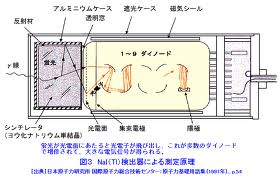 反射材
アルミニウムケース
透明窓
遮光ケース
磁気シール
1～9 ダイノード
γ線
蛍光
シンチレータ
(ヨウ化ナトリウム単結晶)
光電面
集束電極
陽極
蛍光が光電面にあたると光電子が飛び出し、これが多数のダイノード
で増倍されて、大きな電気信号が得られる。
図3 NaI(Tl)検出器による測定原理
[出典]日本原子力研究所 国際原子力総合技術センター:原子力基礎用語集(1997年)、p.54